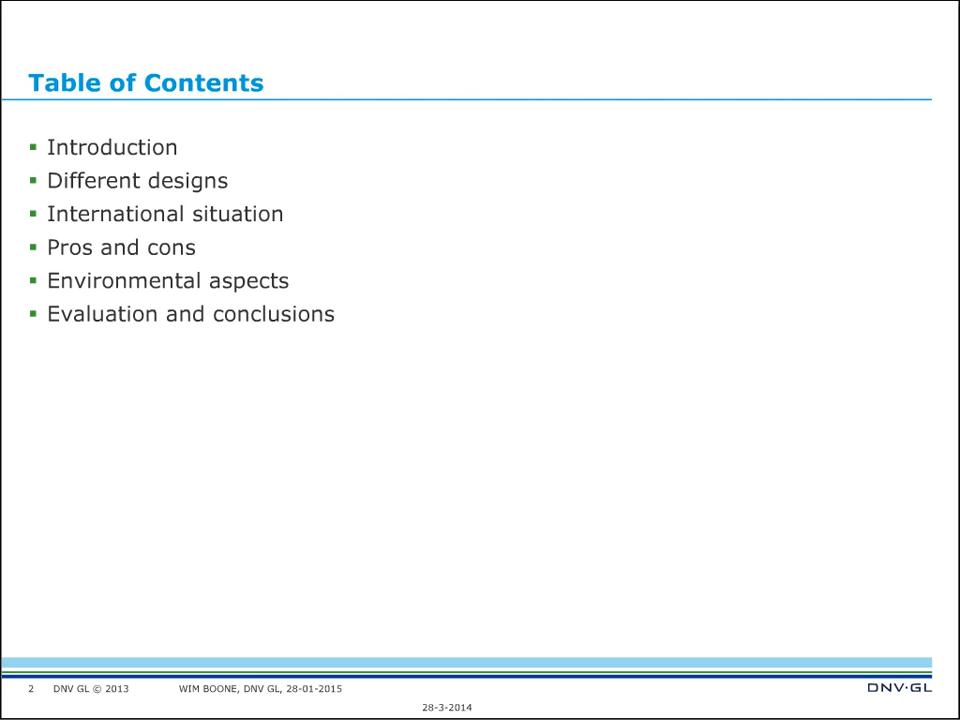 Table of Contents
▪ Introduction
▪ Different designs
▪ International situation
▪ Pros and cons
▪ Environmental aspects
▪ Evaluation and conclusions
2 DNV GL © 2013 WIM BOONE, DNV GL, 28-01-2015 DNV·GL
28-3-2014